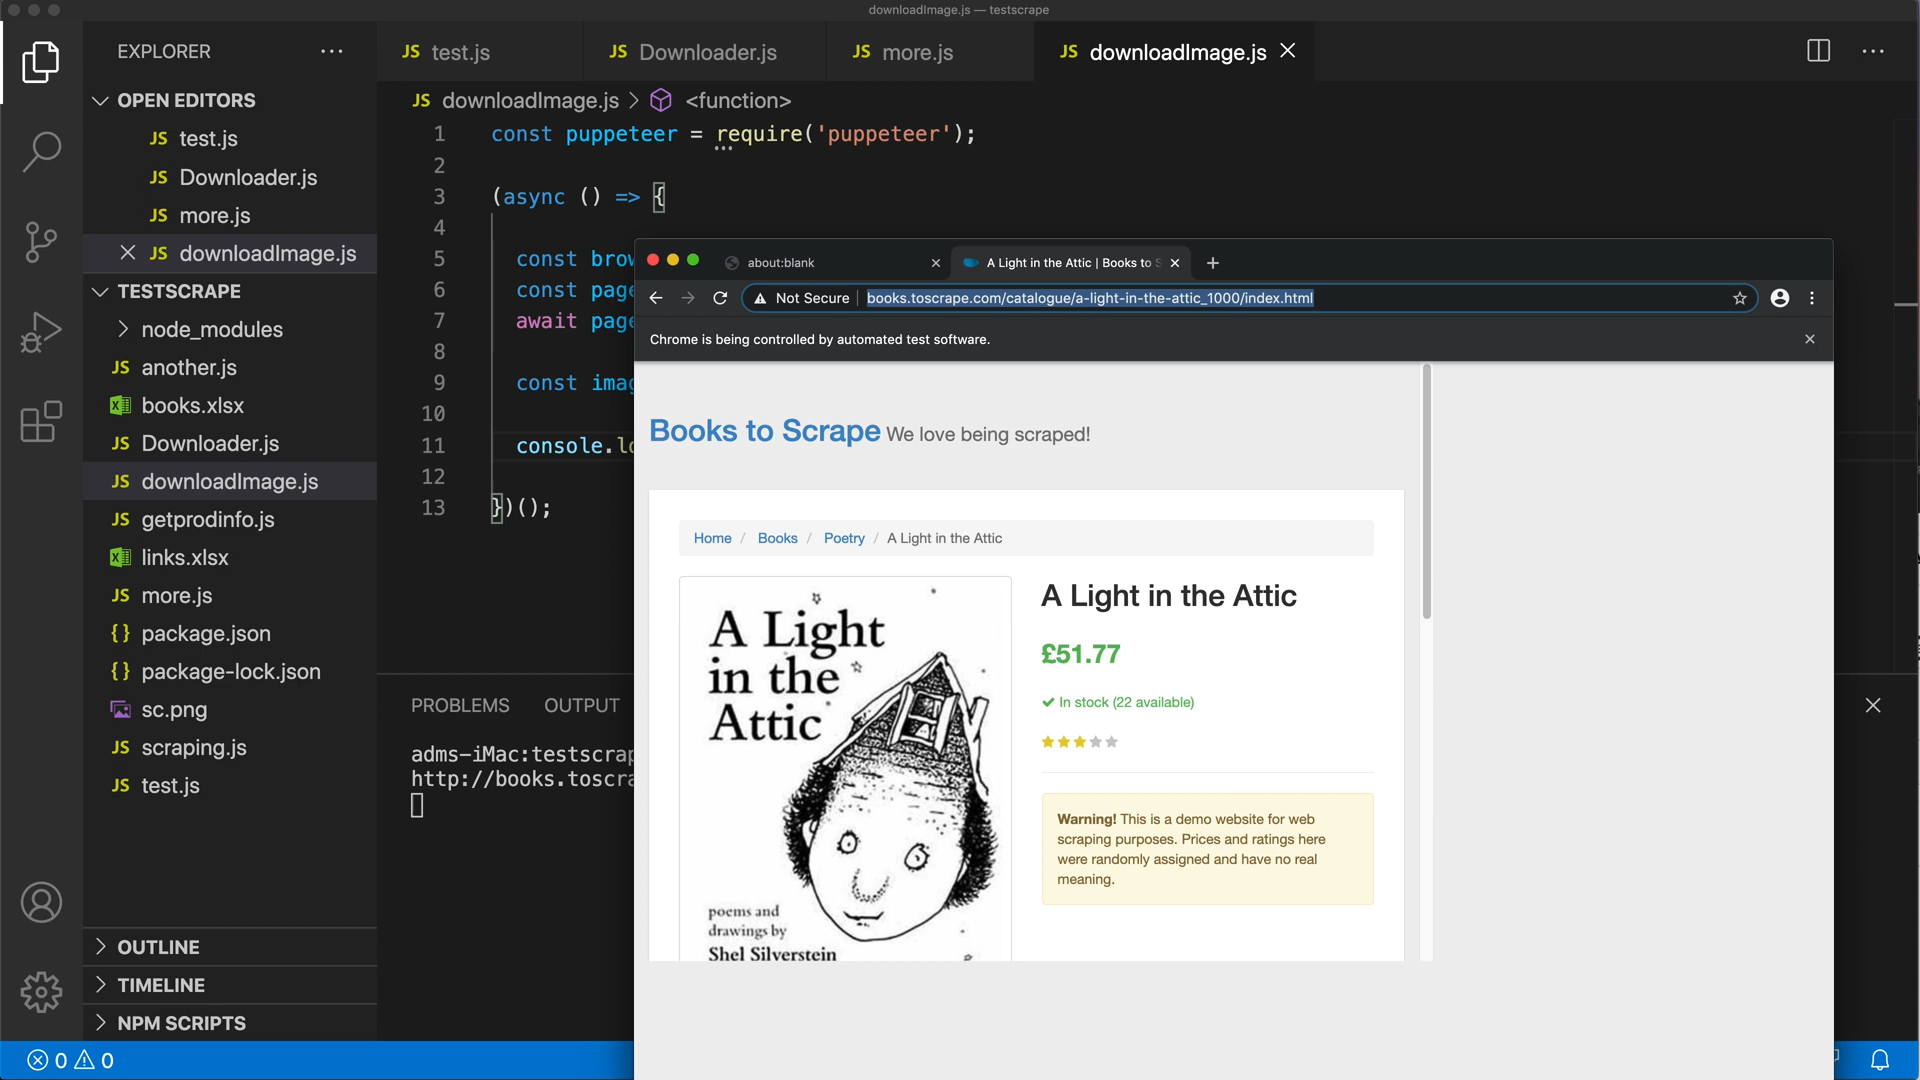 downloadImage.js — testscrape
EXPLORER
OPEN EDITORS
JS test.js
JS Downloader.js
JS more.js
JS downloadImage.js
TESTSCRAPE
node_modules
JS another.js
books.xlsx
JS Downloader.js
JS downloadImage.js
JS getprodinfo.js
links.xlsx
JS more.js
{} package.json
{} package-lock.json
sc.png
JS scraping.js
JS test.js
OUTLINE
TIMELINE
NPM SCRIPTS
0 0
JS test.js JS Downloader.js JS more.js JS downloadImage.js
JS downloadImage.js > <function>
1 const puppeteer = require('puppeteer');
2
3 (async () => {
4
5 const brow
6 const page
7 await page
8
9 const imag
10
11 console.lo
12
13 })();
PROBLEMS OUTPUT
adms-iMac:testscrap
http://books.toscra
about:blank
A Light in the Attic | Books to S
Not Secure books.toscrape.com/catalogue/a-light-in-the-attic_1000/index.html
Chrome is being controlled by automated test software.
Books to Scrape We love being scraped!
Home / Books / Poetry / A Light in the Attic
A Light
in the
Attic
poems and
drawings by
Shel Silverstein
A Light in the Attic
£51.77
In stock (22 available)
Warning! This is a demo website for web
scraping purposes. Prices and ratings here
were randomly assigned and have no real
meaning.